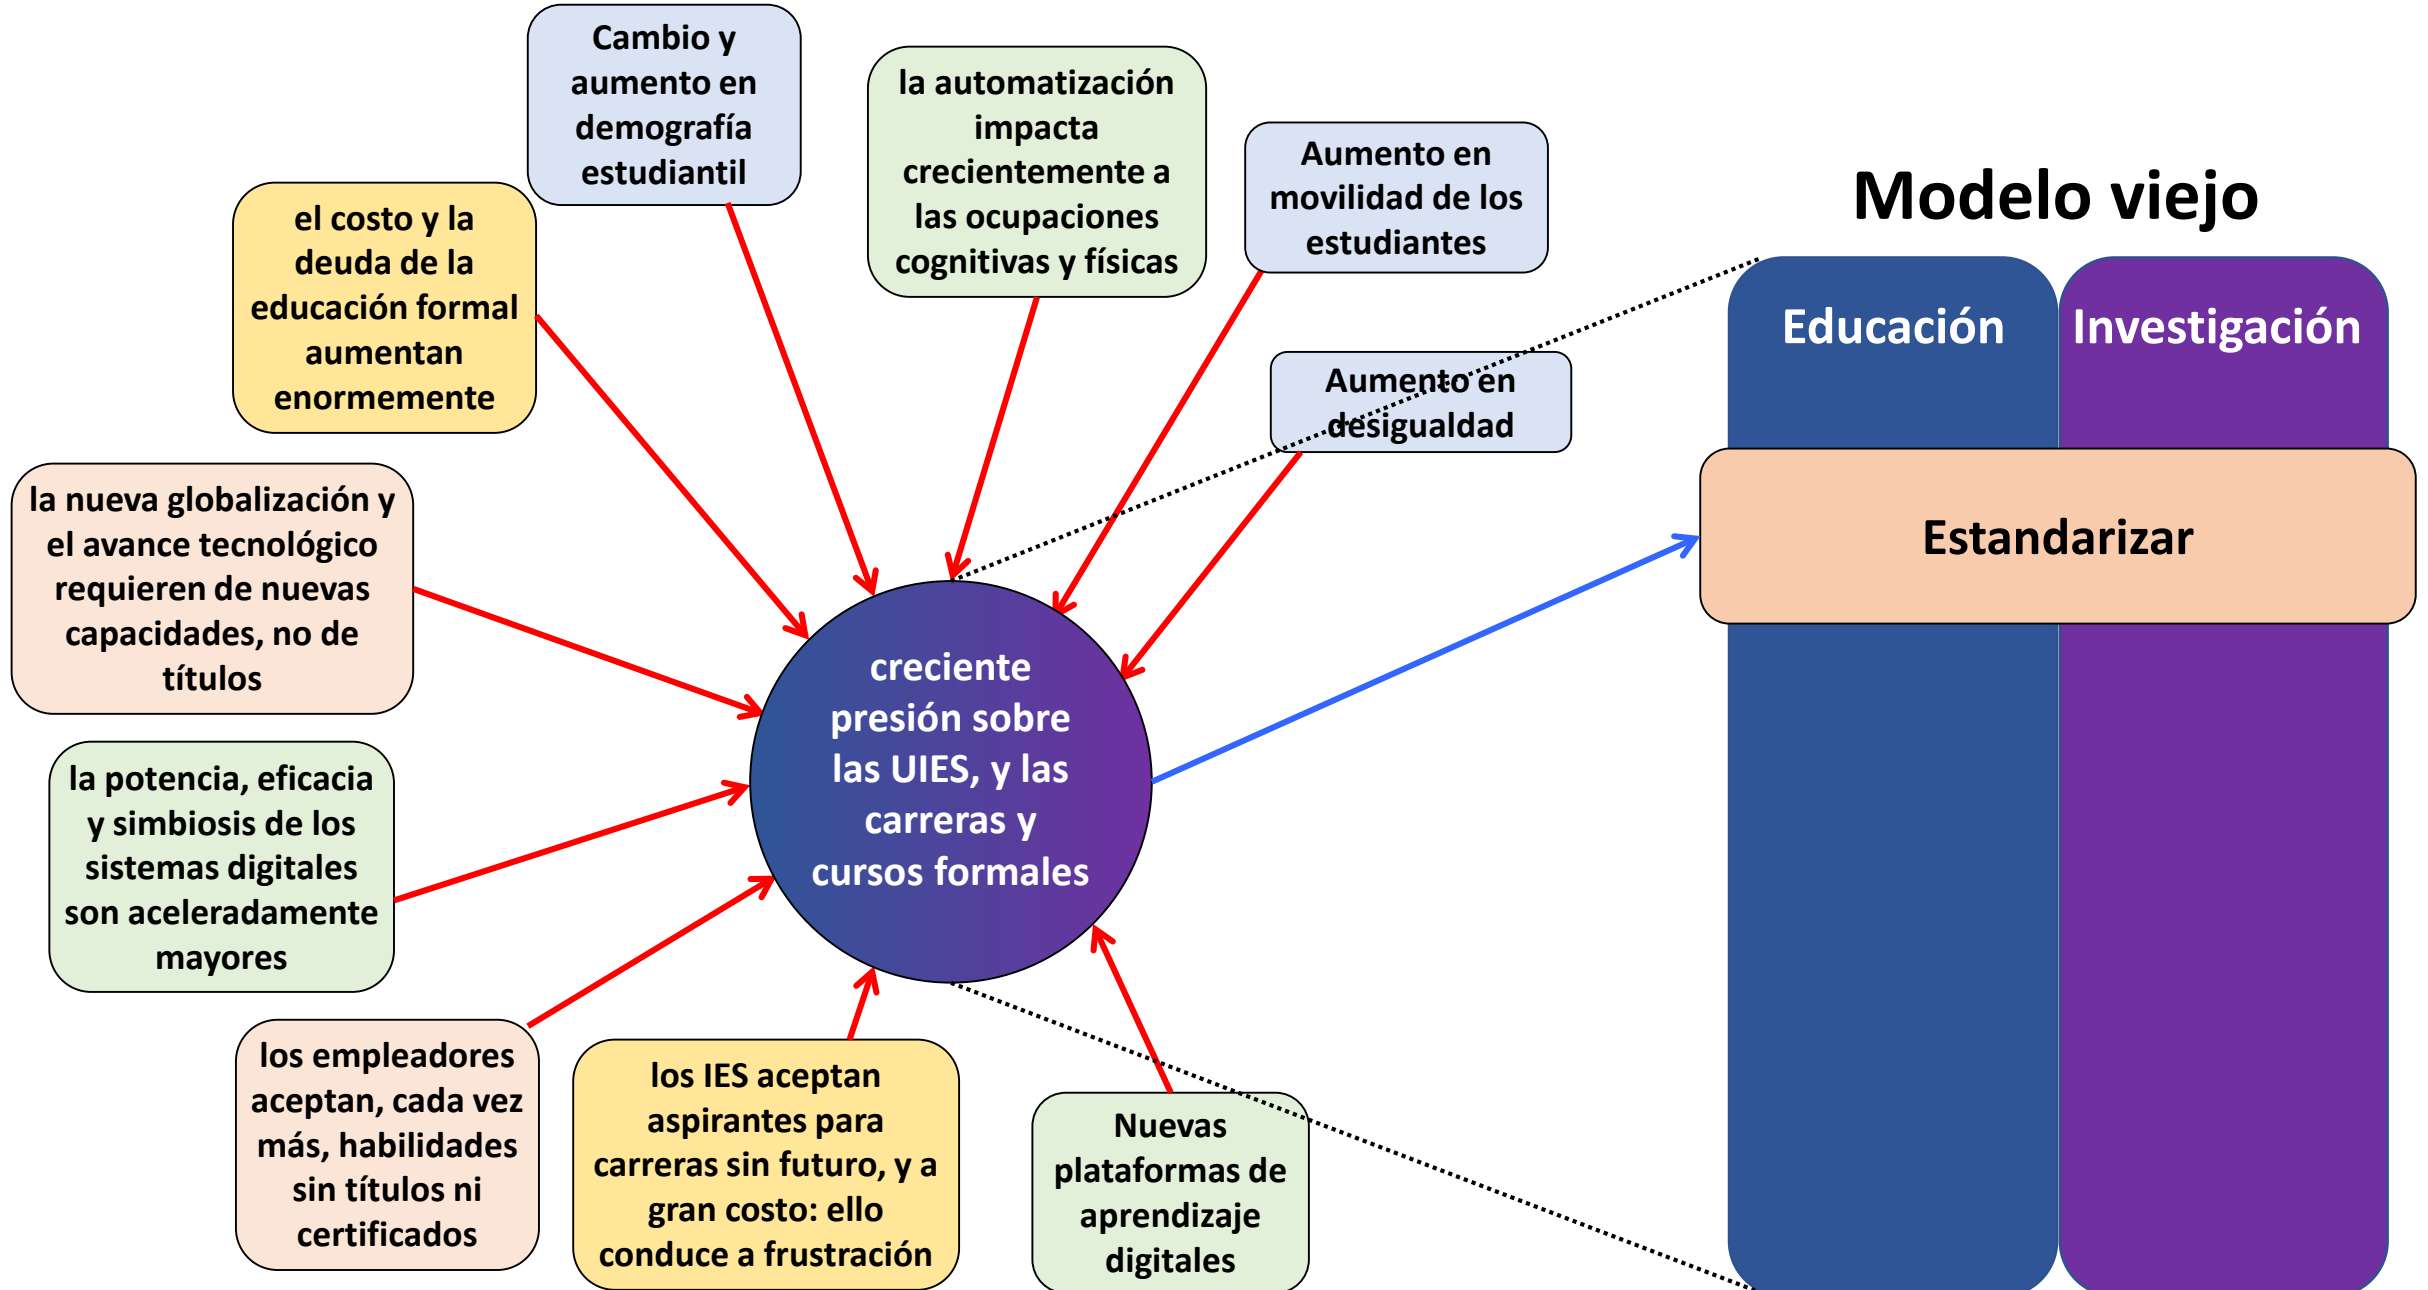 Cambio y
aumento en
demografía
estudiantil
la automatización
impacta
crecientemente a
las ocupaciones
cognitivas y físicas
Aumento en
movilidad de los
estudiantes
Modelo viejo
el costo y la
deuda de la
educación formal
aumentan
enormemente
Educación
Investigación
Aumento en
desigualdad
la nueva globalización y
el avance tecnológico
requieren de nuevas
capacidades, no de
títulos
Estandarizar
creciente
presión sobre
las UIES, y las
carreras y
cursos formales
la potencia, eficacia
y simbiosis de los
sistemas digitales
son aceleradamente
mayores
los empleadores
aceptan, cada vez
más, habilidades
sin títulos ni
certificados
los IES aceptan
aspirantes para
carreras sin futuro, y a
gran costo: ello
conduce a frustración
Nuevas
plataformas de
aprendizaje
digitales